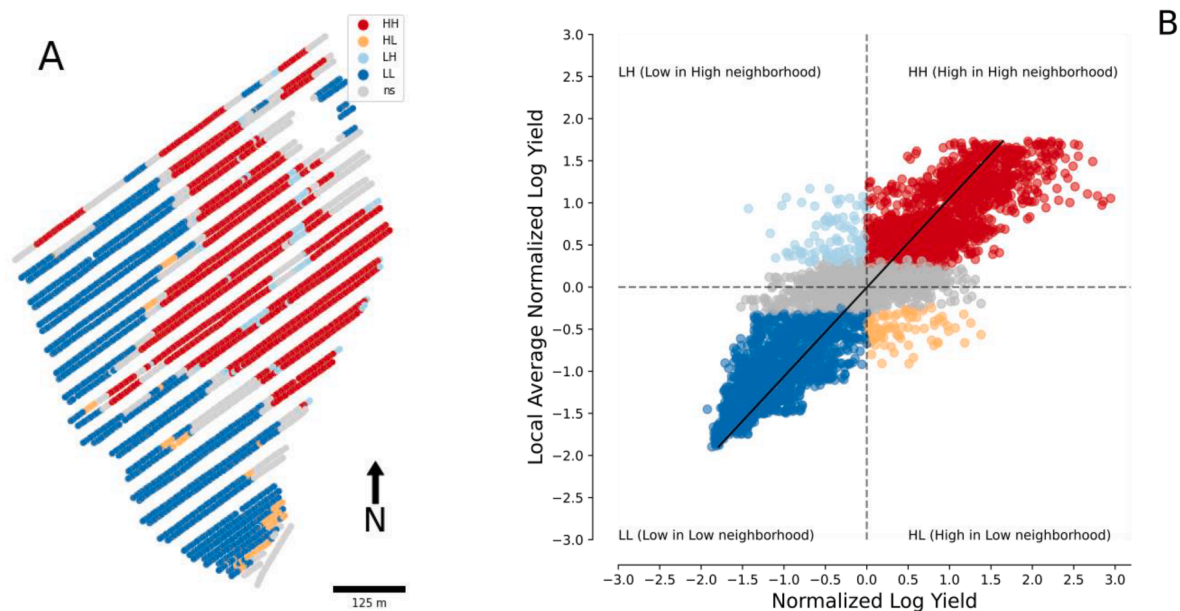 A
HH
HL
LH
LL
ns
N
125 m
B
3.0
2.5
2.0
1.5
1.0
0.5
0.0
−0.5
−1.0
−1.5
−2.0
−2.5
−3.0
Local Average Normalized Log Yield
LH (Low in High neighborhood)
HH (High in High neighborhood)
LL (Low in Low neighborhood)
HL (High in Low neighborhood)
−3.0 −2.5 −2.0 −1.5 −1.0 −0.5 0.0 0.5 1.0 1.5 2.0 2.5 3.0
Normalized Log Yield